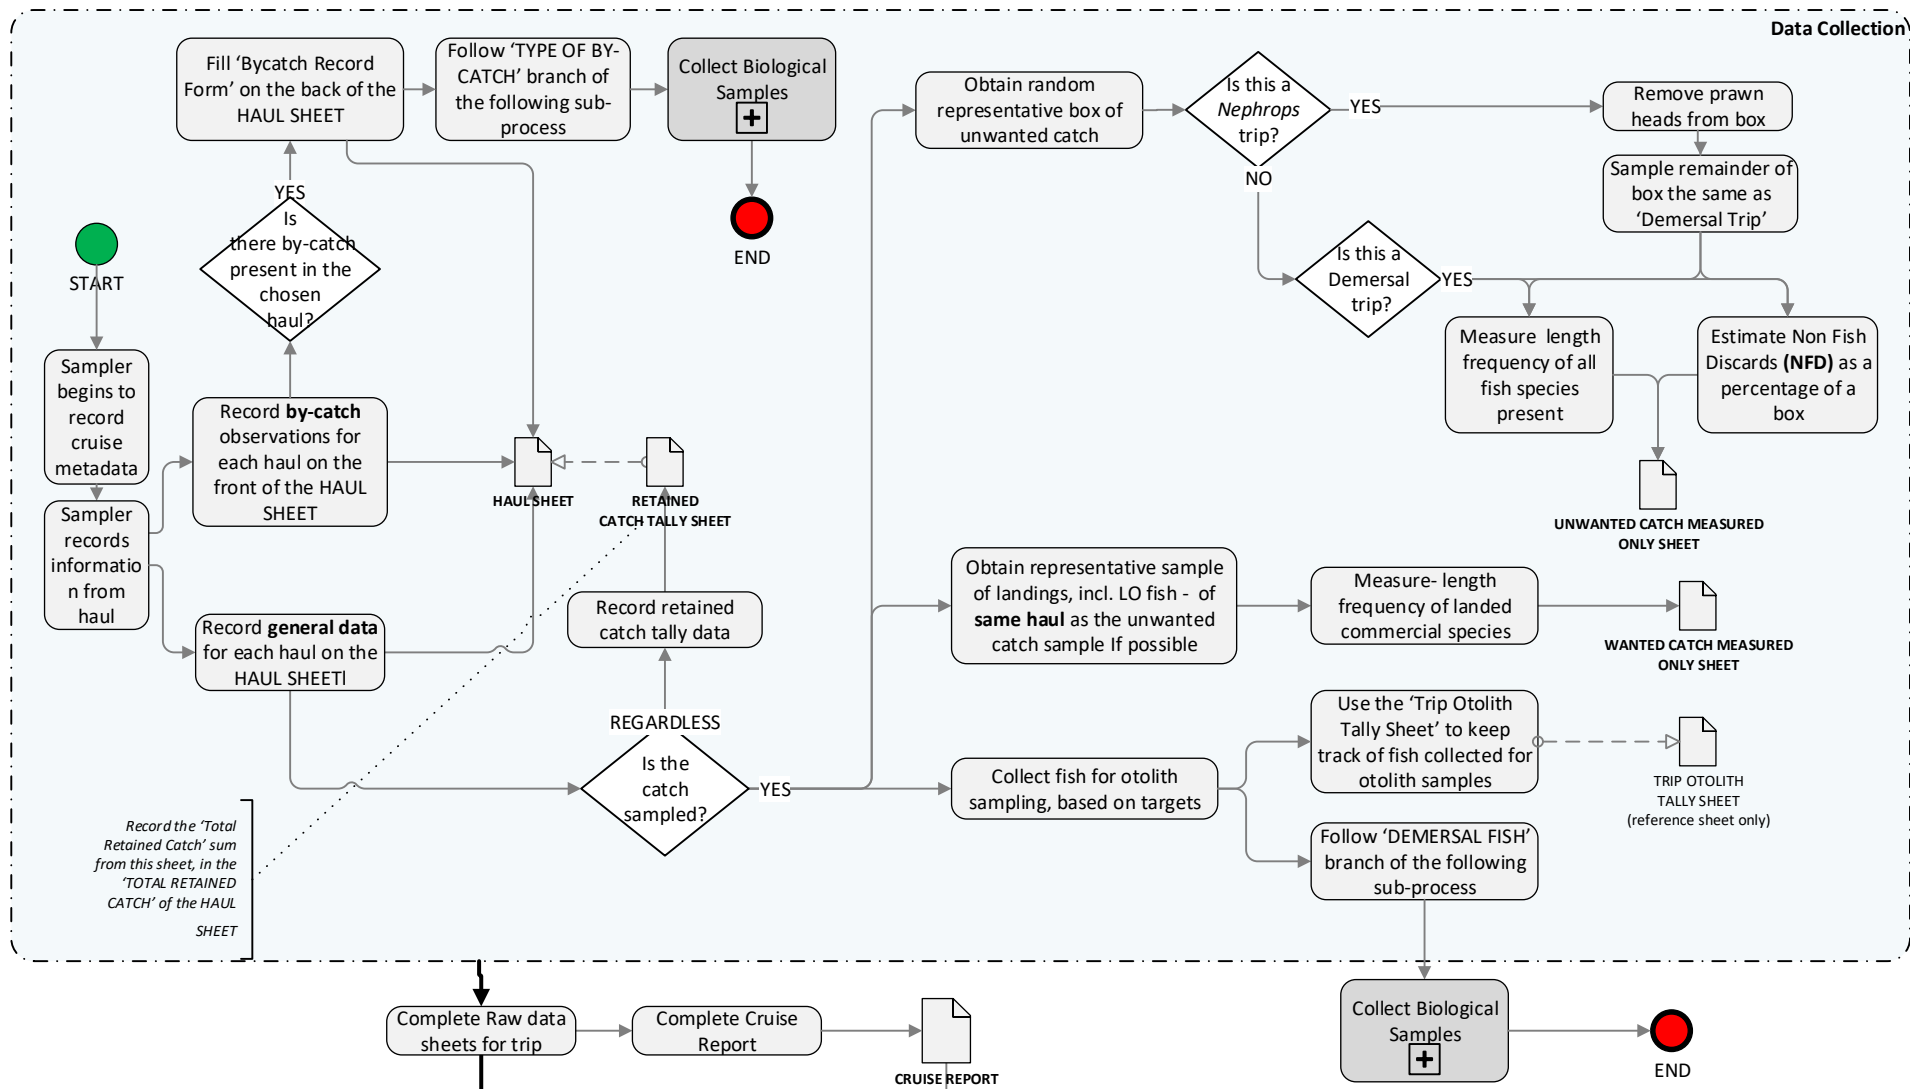 Data Collection
Fill ‘Bycatch Record
Form’ on the back of the
HAUL SHEET
Follow ‘TYPE OF BY-
CATCH’ branch of
the following sub-
process
Collect Biological
Samples
END
YES
Is
there by-catch
present in the
chosen
haul?
START
Sampler
begins to
record
cruise
metadata
Sampler
records
informatio
n from
haul
Record by-catch
observations for
each haul on the
front of the HAUL
SHEET
Record general data
for each haul on the
HAUL SHEETl
HAUL SHEET
RETAINED
CATCH TALLY SHEET
Record retained
catch tally data
REGARDLESS
Is the
catch
sampled?
YES
Record the ‘Total
Retained Catch’ sum
from this sheet, in the
‘TOTAL RETAINED
CATCH’ of the HAUL
SHEET
Obtain random
representative box of
unwanted catch
Is this a
Nephrops
trip?
YES
NO
Remove prawn
heads from box
Sample remainder of
box the same as
‘Demersal Trip’
Is this a
Demersal
trip?
YES
Measure length
frequency of all
fish species
present
Estimate Non Fish
Discards (NFD) as a
percentage of a
box
UNWANTED CATCH MEASURED
ONLY SHEET
Obtain representative sample
of landings, incl. LO fish - of
same haul as the unwanted
catch sample If possible
Measure- length
frequency of landed
commercial species
WANTED CATCH MEASURED
ONLY SHEET
Collect fish for otolith
sampling, based on targets
Use the ‘Trip Otolith
Tally Sheet’ to keep
track of fish collected for
otolith samples
TRIP OTOLITH
TALLY SHEET
(reference sheet only)
Follow ‘DEMERSAL FISH’
branch of the following
sub-process
Collect Biological
Samples
END
Complete Raw data
sheets for trip
Complete Cruise
Report
CRUISE REPORT